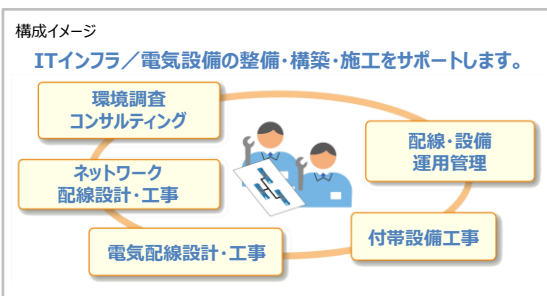 構成イメージ
ITインフラ／電気設備の整備・構築・施工をサポートします。
環境調査
コンサルティング
配線・設備
運用管理
ネットワーク
配線設計・工事
付帯設備工事
電気配線設計・工事